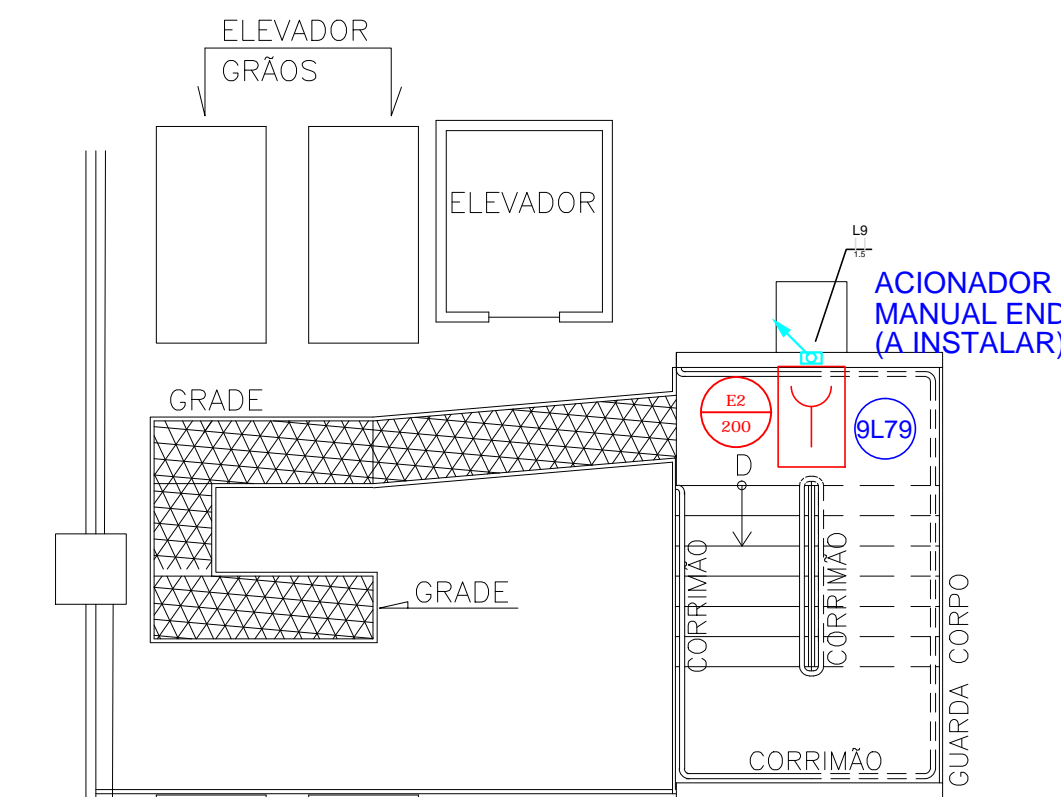 ELEVADOR
GRÃOS
ELEVADOR
L9
1.5
ACIONADOR
MANUAL END
(A INSTALAR)
GRADE
E2
200
9L79
D
CORRIMÃO
CORRIMÃO
GRADE
GUARDA CORPO
CORRIMÃO